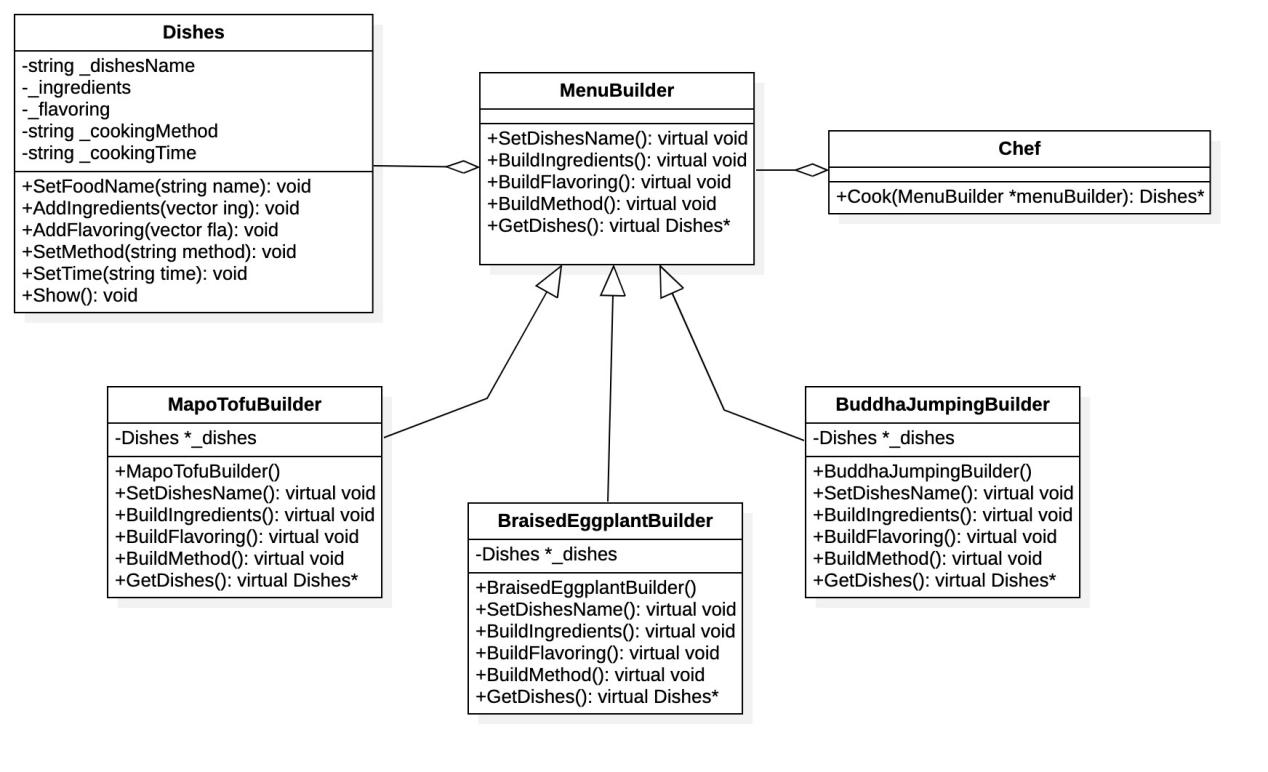 Dishes
-string _dishesName
-_ingredients
-_flavoring
-string _cookingMethod
-string _cookingTime
+SetFoodName(string name): void
+AddIngredients(vector ing): void
+AddFlavoring(vector fla): void
+SetMethod(string method): void
+SetTime(string time): void
+Show(): void
MenuBuilder
+SetDishesName(): virtual void
+BuildIngredients(): virtual void
+BuildFlavoring(): virtual void
+BuildMethod(): virtual void
+GetDishes(): virtual Dishes*
Chef
+Cook(MenuBuilder *menuBuilder): Dishes*
MapoTofuBuilder
-Dishes *_dishes
+MapoTofuBuilder()
+SetDishesName(): virtual void
+BuildIngredients(): virtual void
+BuildFlavoring(): virtual void
+BuildMethod(): virtual void
+GetDishes(): virtual Dishes*
BraisedEggplantBuilder
-Dishes *_dishes
+BraisedEggplantBuilder()
+SetDishesName(): virtual void
+BuildIngredients(): virtual void
+BuildFlavoring(): virtual void
+BuildMethod(): virtual void
+GetDishes(): virtual Dishes*
BuddhaJumpingBuilder
-Dishes *_dishes
+BuddhaJumpingBuilder()
+SetDishesName(): virtual void
+BuildIngredients(): virtual void
+BuildFlavoring(): virtual void
+BuildMethod(): virtual void
+GetDishes(): virtual Dishes*